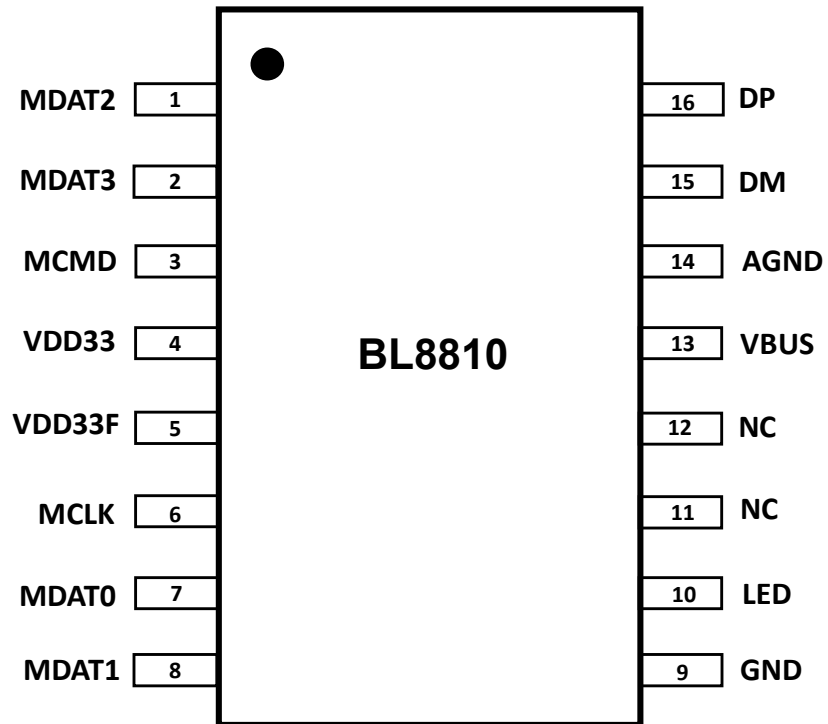 MDAT2 1 16 DP
MDAT3 2 15 DM
MCMD 3 14 AGND
VDD33 4 BL8810 13 VBUS
VDD33F 5 12 NC
MCLK 6 11 NC
MDAT0 7 10 LED
MDAT1 8 9 GND